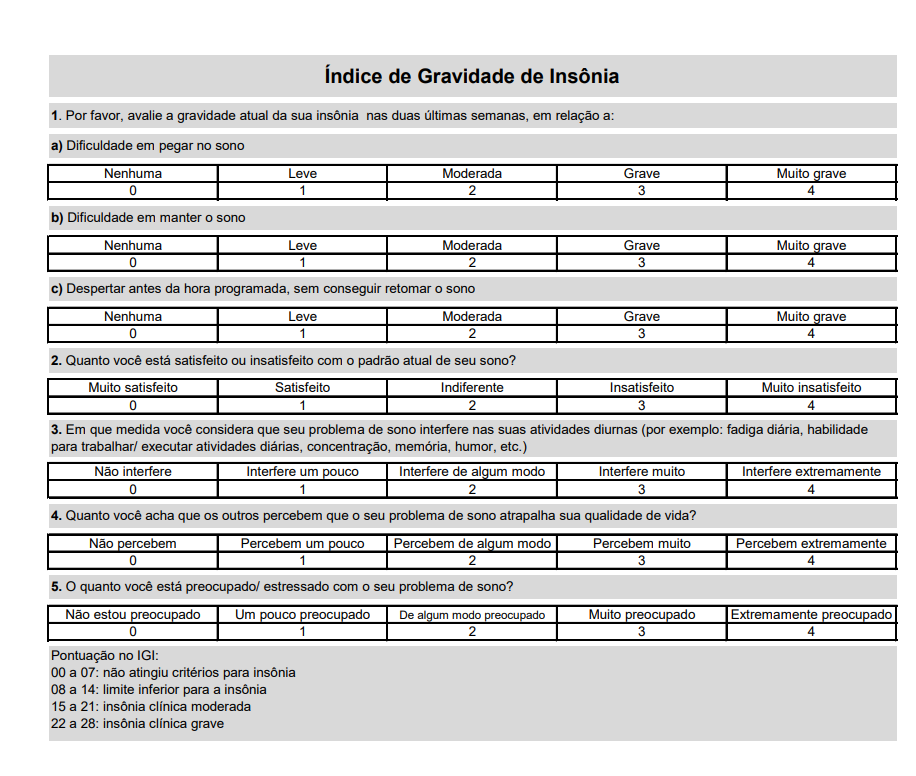 Índice de Gravidade de Insônia
1. Por favor, avalie a gravidade atual da sua insônia nas duas últimas semanas, em relação a:
a) Dificuldade em pegar no sono
Nenhuma Leve Moderada Grave Muito grave
0 1 2 3 4
b) Dificuldade em manter o sono
Nenhuma Leve Moderada Grave Muito grave
0 1 2 3 4
c) Despertar antes da hora programada, sem conseguir retomar o sono
Nenhuma Leve Moderada Grave Muito grave
0 1 2 3 4
2. Quanto você está satisfeito ou insatisfeito com o padrão atual de seu sono?
Muito satisfeito Satisfeito Indiferente Insatisfeito Muito insatisfeito
0 1 2 3 4
3. Em que medida você considera que seu problema de sono interfere nas suas atividades diurnas (por exemplo: fadiga diária, habilidade
para trabalhar/ executar atividades diárias, concentração, memória, humor, etc.)
Não interfere Interfere um pouco Interfere de algum modo Interfere muito Interfere extremamente
0 1 2 3 4
4. Quanto você acha que os outros percebem que o seu problema de sono atrapalha sua qualidade de vida?
Não percebem Percebem um pouco Percebem de algum modo Percebem muito Percebem extremamente
0 1 2 3 4
5. O quanto você está preocupado/ estressado com o seu problema de sono?
Não estou preocupado Um pouco preocupado De algum modo preocupado Muito preocupado Extremamente preocupado
0 1 2 3 4
Pontuação no IGI:
00 a 07: não atingiu critérios para insônia
08 a 14: limite inferior para a insônia
15 a 21: insônia clínica moderada
22 a 28: insônia clínica grave